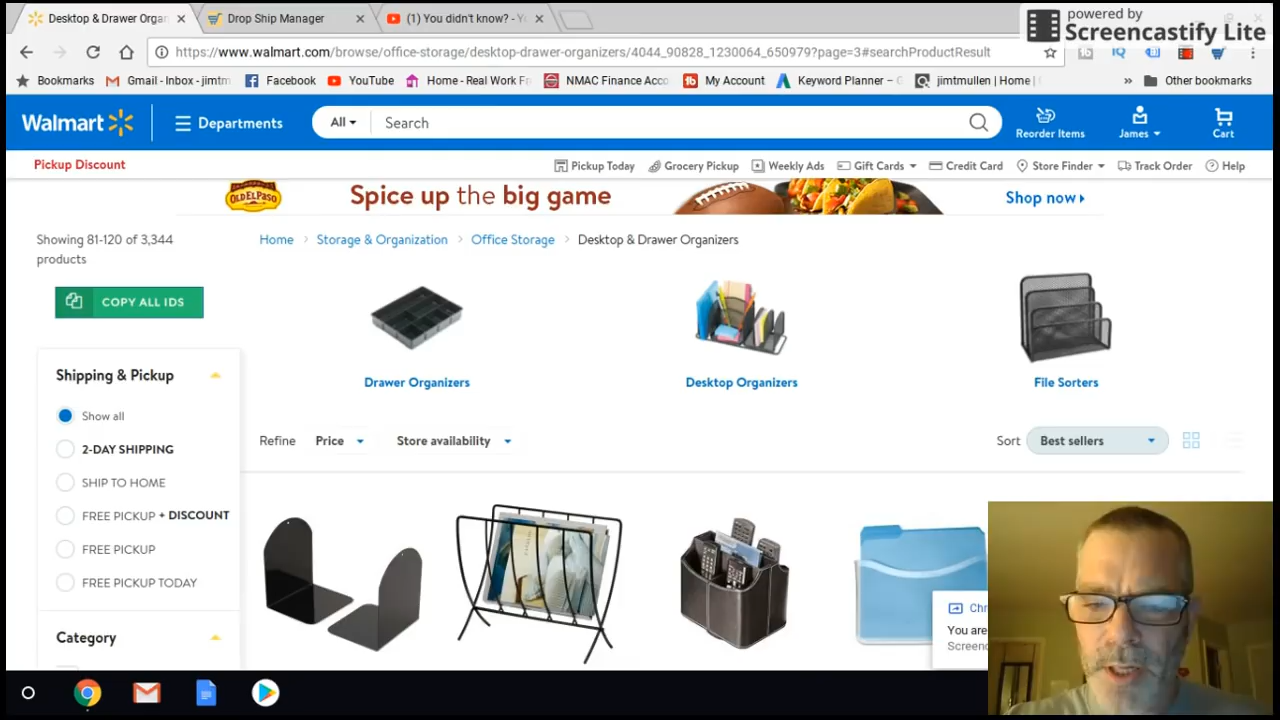 Desktop & Drawer Organ
Drop Ship Manager
(1) You didn't know? - Y
powered by
Screencastify Lite
https://www.walmart.com/browse/office-storage/desktop-drawer-organizers/4044_90828_1230064_650979?page=3#searchProductResult
Bookmarks
Gmail - Inbox - jimtm
Facebook
YouTube
Home - Real Work F
NMAC Finance Acco
My Account
Keyword Planner – G
jimtmullen | Home |
»
Other bookmarks
Walmart
Departments
All
Search
Reorder Items
James
Cart
Pickup Discount
Pickup Today
Grocery Pickup
Weekly Ads
Gift Cards
Credit Card
Store Finder
Track Order
Help
OLD EL PASO
Spice up the big game
Shop now
Showing 81-120 of 3,344
products
Home > Storage & Organization > Office Storage > Desktop & Drawer Organizers
COPY ALL IDS
Drawer Organizers
Desktop Organizers
File Sorters
Shipping & Pickup
Show all
2-DAY SHIPPING
SHIP TO HOME
FREE PICKUP + DISCOUNT
FREE PICKUP
FREE PICKUP TODAY
Category
Refine
Price
Store availability
Sort
Best sellers
Chr
You are
Screenc